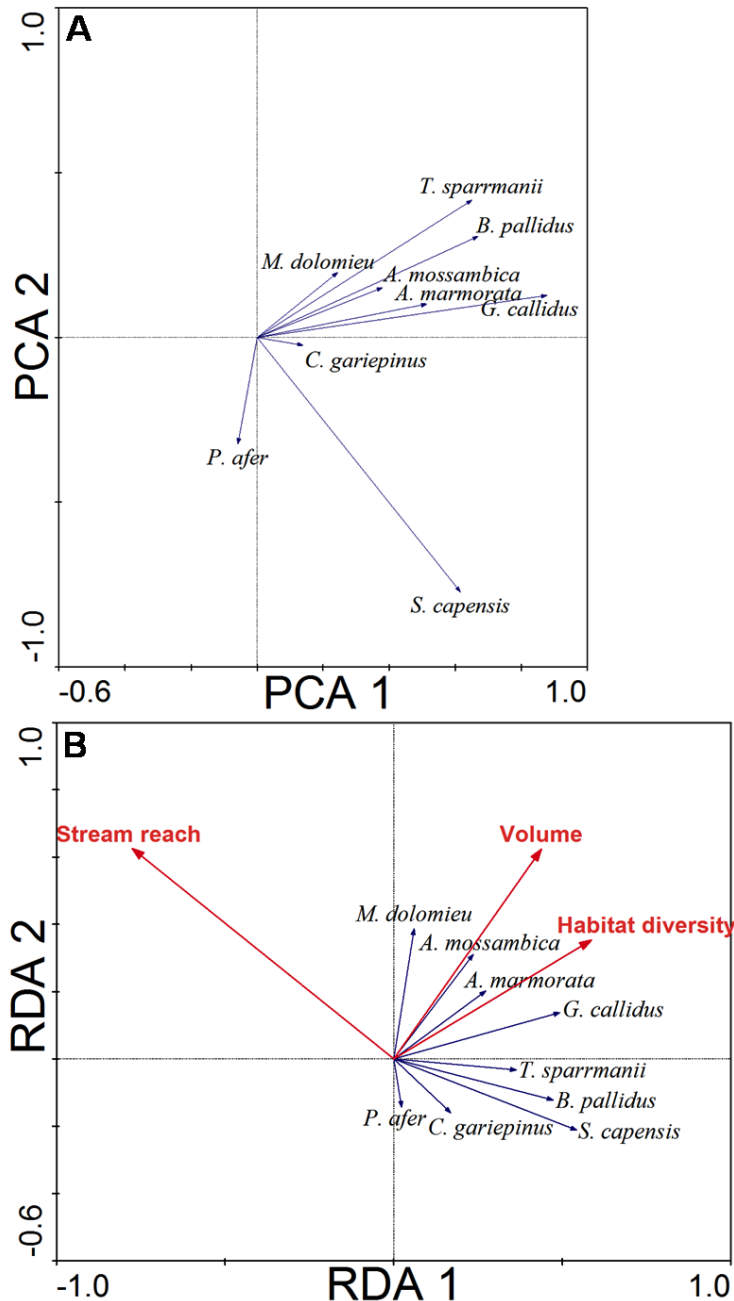 A
1.0
T. sparrmanii
B. pallidus
M. dolomieu
A. mossambica
A. marmorata
G. callidus
PCA 2
C. gariepinus
P. afer
S. capensis
-1.0
-0.6
PCA 1
1.0
B
1.0
Stream reach
Volume
M. dolomieu
Habitat diversity
A. mossambica
A. marmorata
G. callidus
RDA 2
T. sparrmanii
B. pallidus
P. afer
C. gariepinus
S. capensis
-0.6
-1.0
RDA 1
1.0